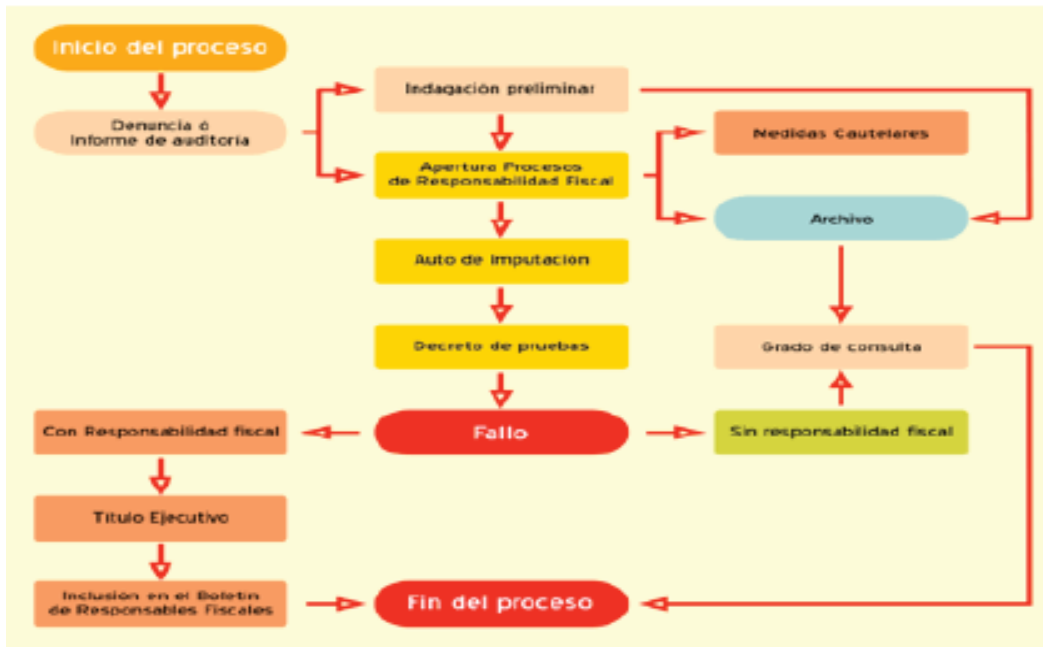 Inicio del proceso
Denuncia ó
Informe de auditoría
Indagación preliminar
Apertura Procesos
de Responsabilidad Fiscal
Medidas Cautelares
Archivo
Auto de Imputación
Decreto de pruebas
Grado de consulta
Con Responsabilidad fiscal
Fallo
Sin responsabilidad fiscal
Titulo Ejecutivo
Inclusión en el Boletín
de Responsables Fiscales
Fin del proceso